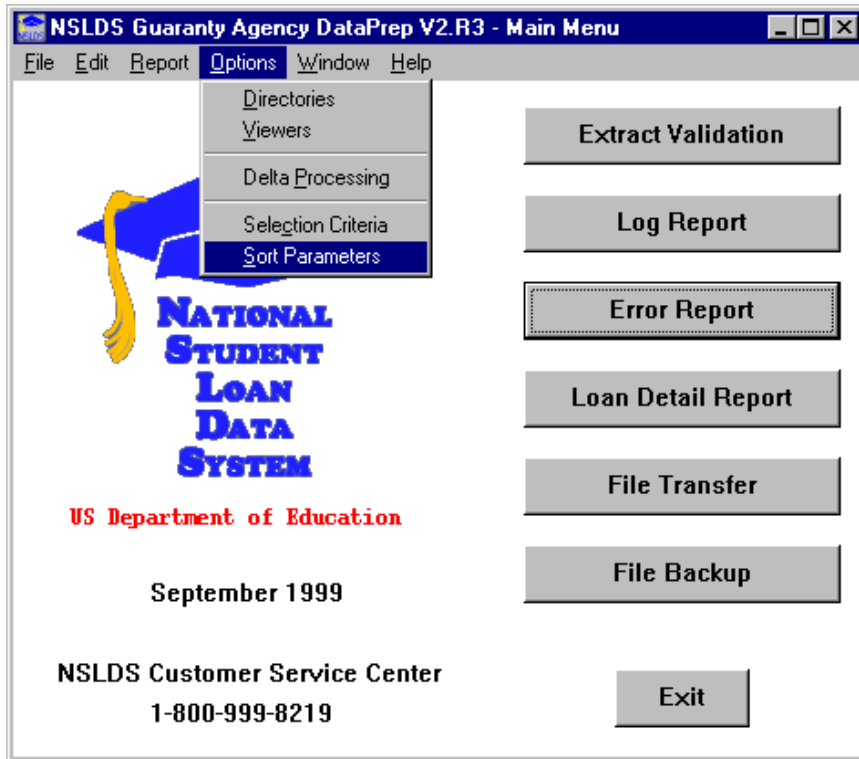 NSLDS Guaranty Agency DataPrep V2.R3 - Main Menu
File Edit Report Options Window Help
Directories
Viewers
Delta Processing
Selection Criteria
Sort Parameters
NATIONAL
STUDENT
LOAN
DATA
SYSTEM
US Department of Education
September 1999
NSLDS Customer Service Center
1-800-999-8219
Extract Validation
Log Report
Error Report
Loan Detail Report
File Transfer
File Backup
Exit